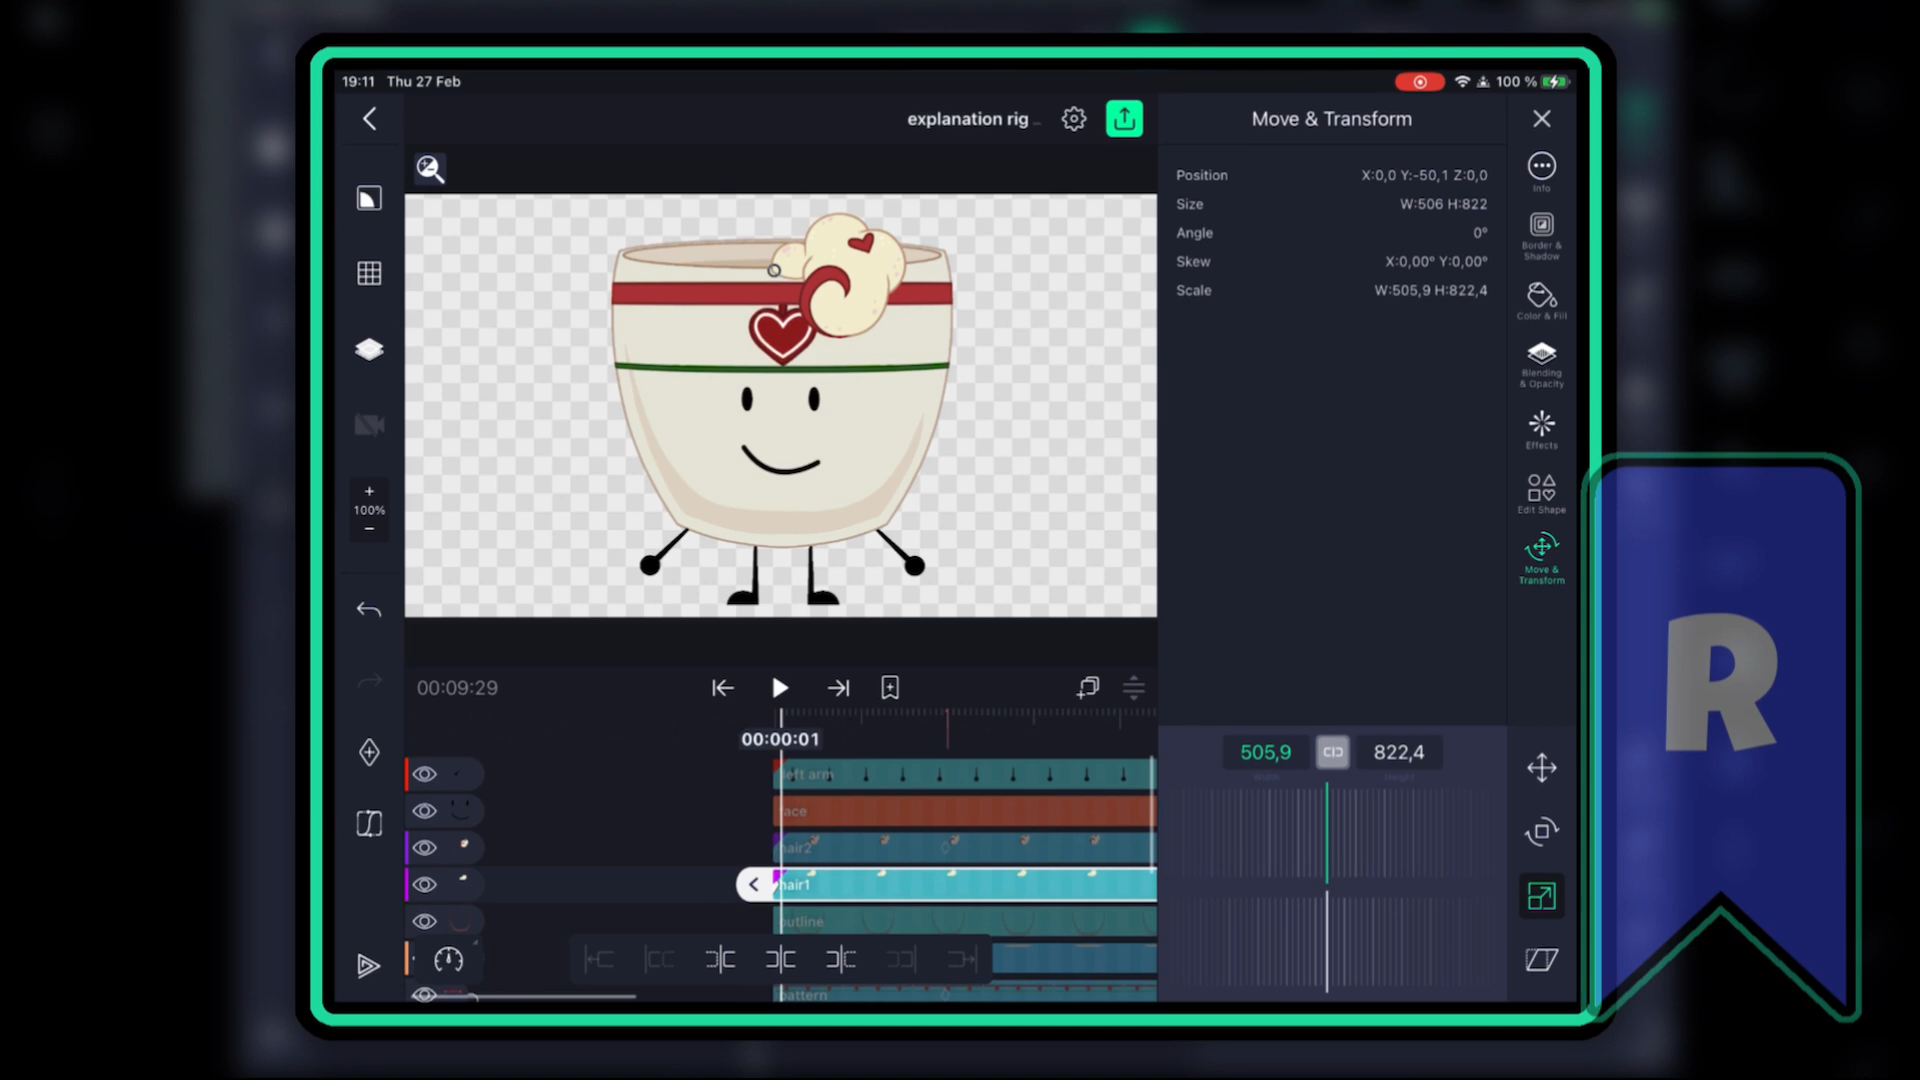 19:11 Thu 27 Feb
100 %
explanation rig
Move & Transform
Position X:0,0 Y:-50,1 Z:0,0
Size W:506 H:822
Angle 0°
Skew X:0,00° Y:0,00°
Scale W:505,9 H:822,4
Info
Border &
Shadow
Color & Fill
Blending
& Opacity
Effects
Edit Shape
Move &
Transform
+
100%
−
00:09:29
00:00:01
left arm
face
hair2
hair1
outline
pattern
505,9 822,4
Width Height
R